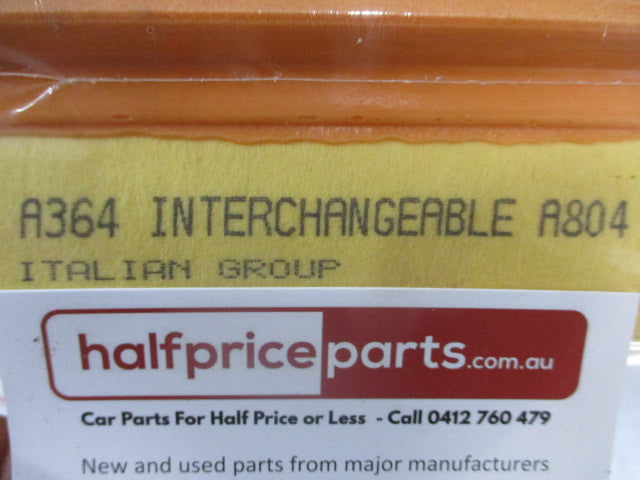 A364 INTERCHANGEABLE A804
ITALIAN GROUP
halfpriceparts.com.au
Car Parts For Half Price or Less - Call 0412 760 479
New and used parts from major manufacturers